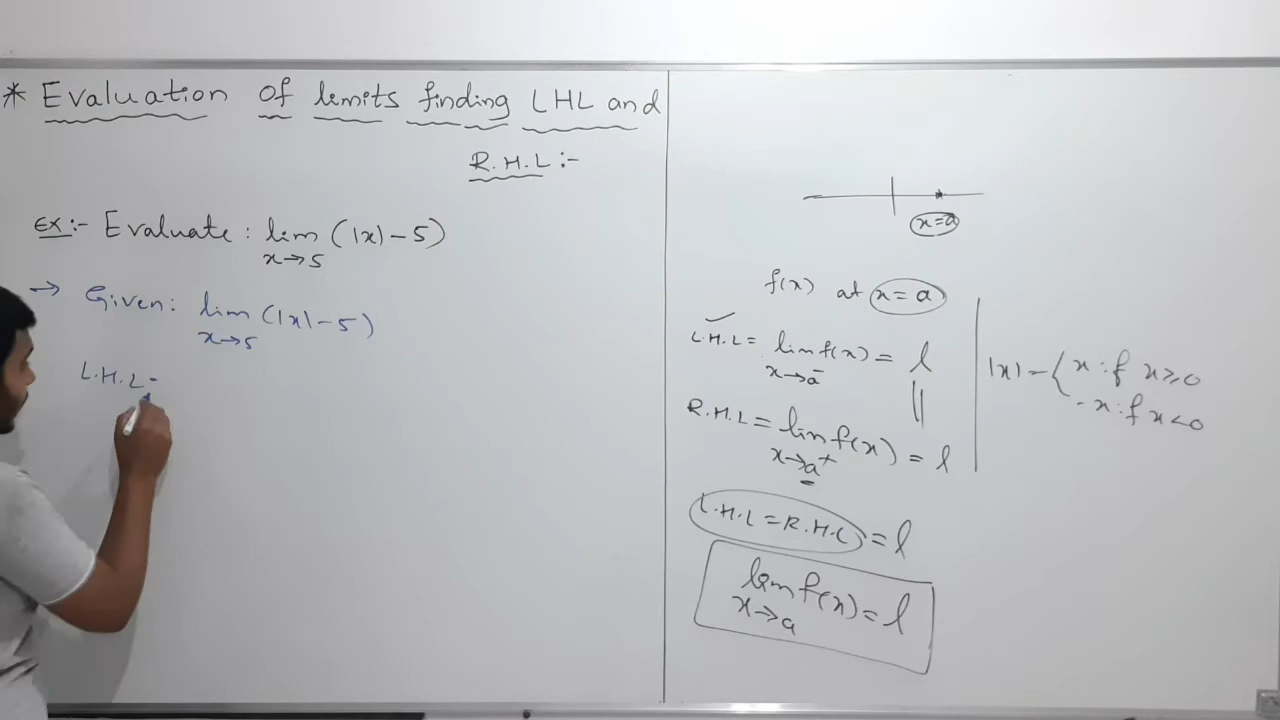 * Evaluation of limits finding LHL and
R.H.L :-
Ex:- Evaluate : lim (|x| - 5)
x→5
→ Given : lim (|x| - 5)
x→5
L.H.L =
x=a
f(x) at x = a
L.H.L = lim f(x) = l
x→a⁻
||
R.H.L = lim f(x) = l
x→a⁺
L.H.L = R.H.L = l
lim f(x) = l
x→a
|x| = { x : if x ≥ 0
-x : if x < 0